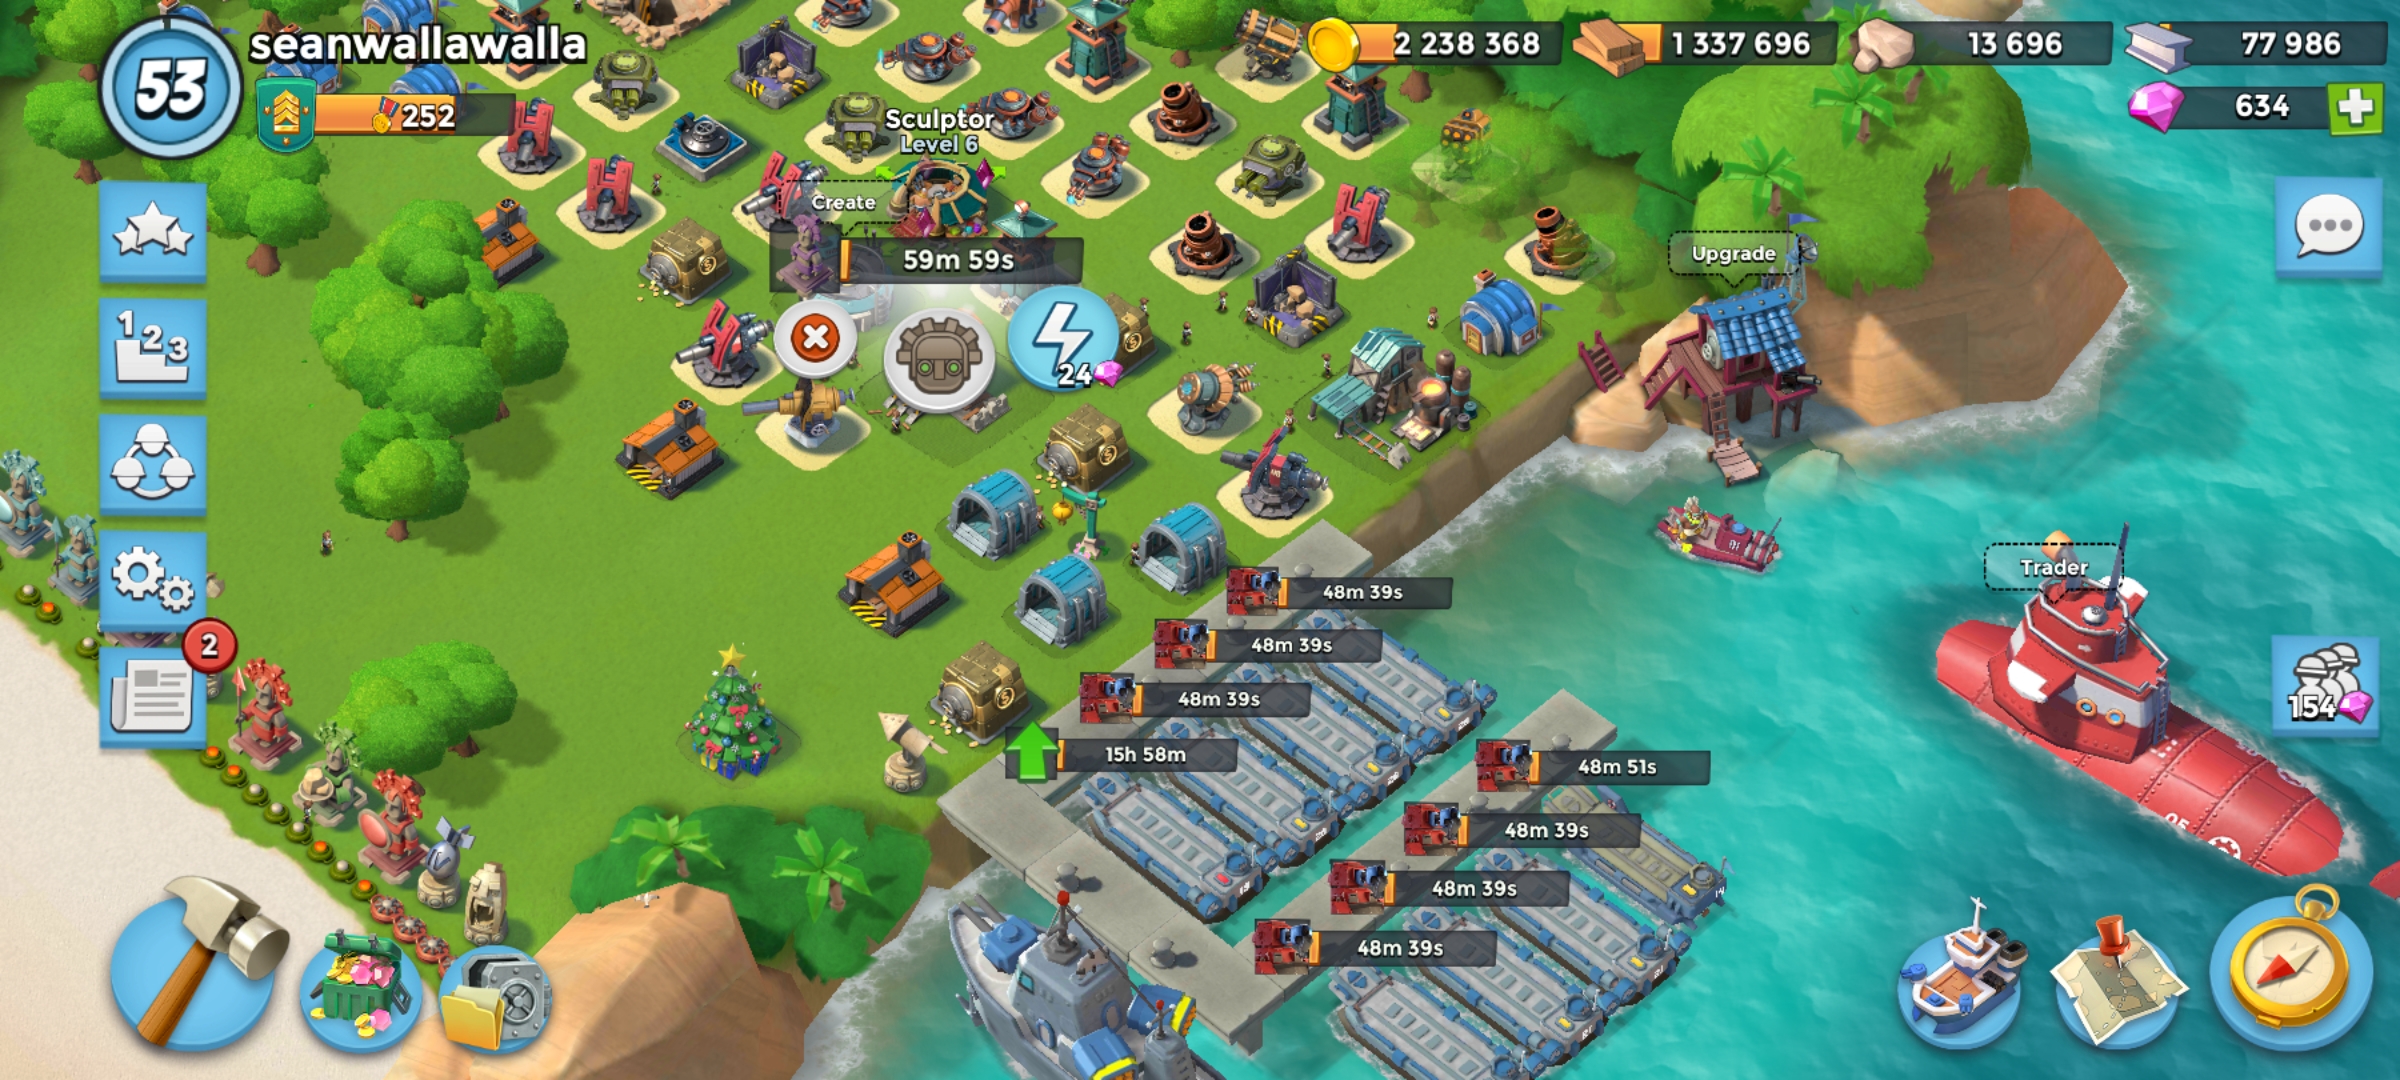 53
seanwallawalla
252
2 238 368
1 337 696
13 696
77 986
634
Sculptor
Level 6
Create
59m 59s
24
Upgrade
Trader
123
2
48m 39s
48m 39s
48m 39s
15h 58m
48m 51s
48m 39s
48m 39s
48m 39s
154